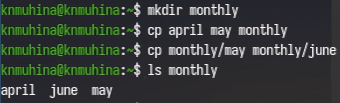 knmuhina@knmuhina:~$ mkdir monthly
knmuhina@knmuhina:~$ cp april may monthly
knmuhina@knmuhina:~$ cp monthly/may monthly/june
knmuhina@knmuhina:~$ ls monthly
april  june  may